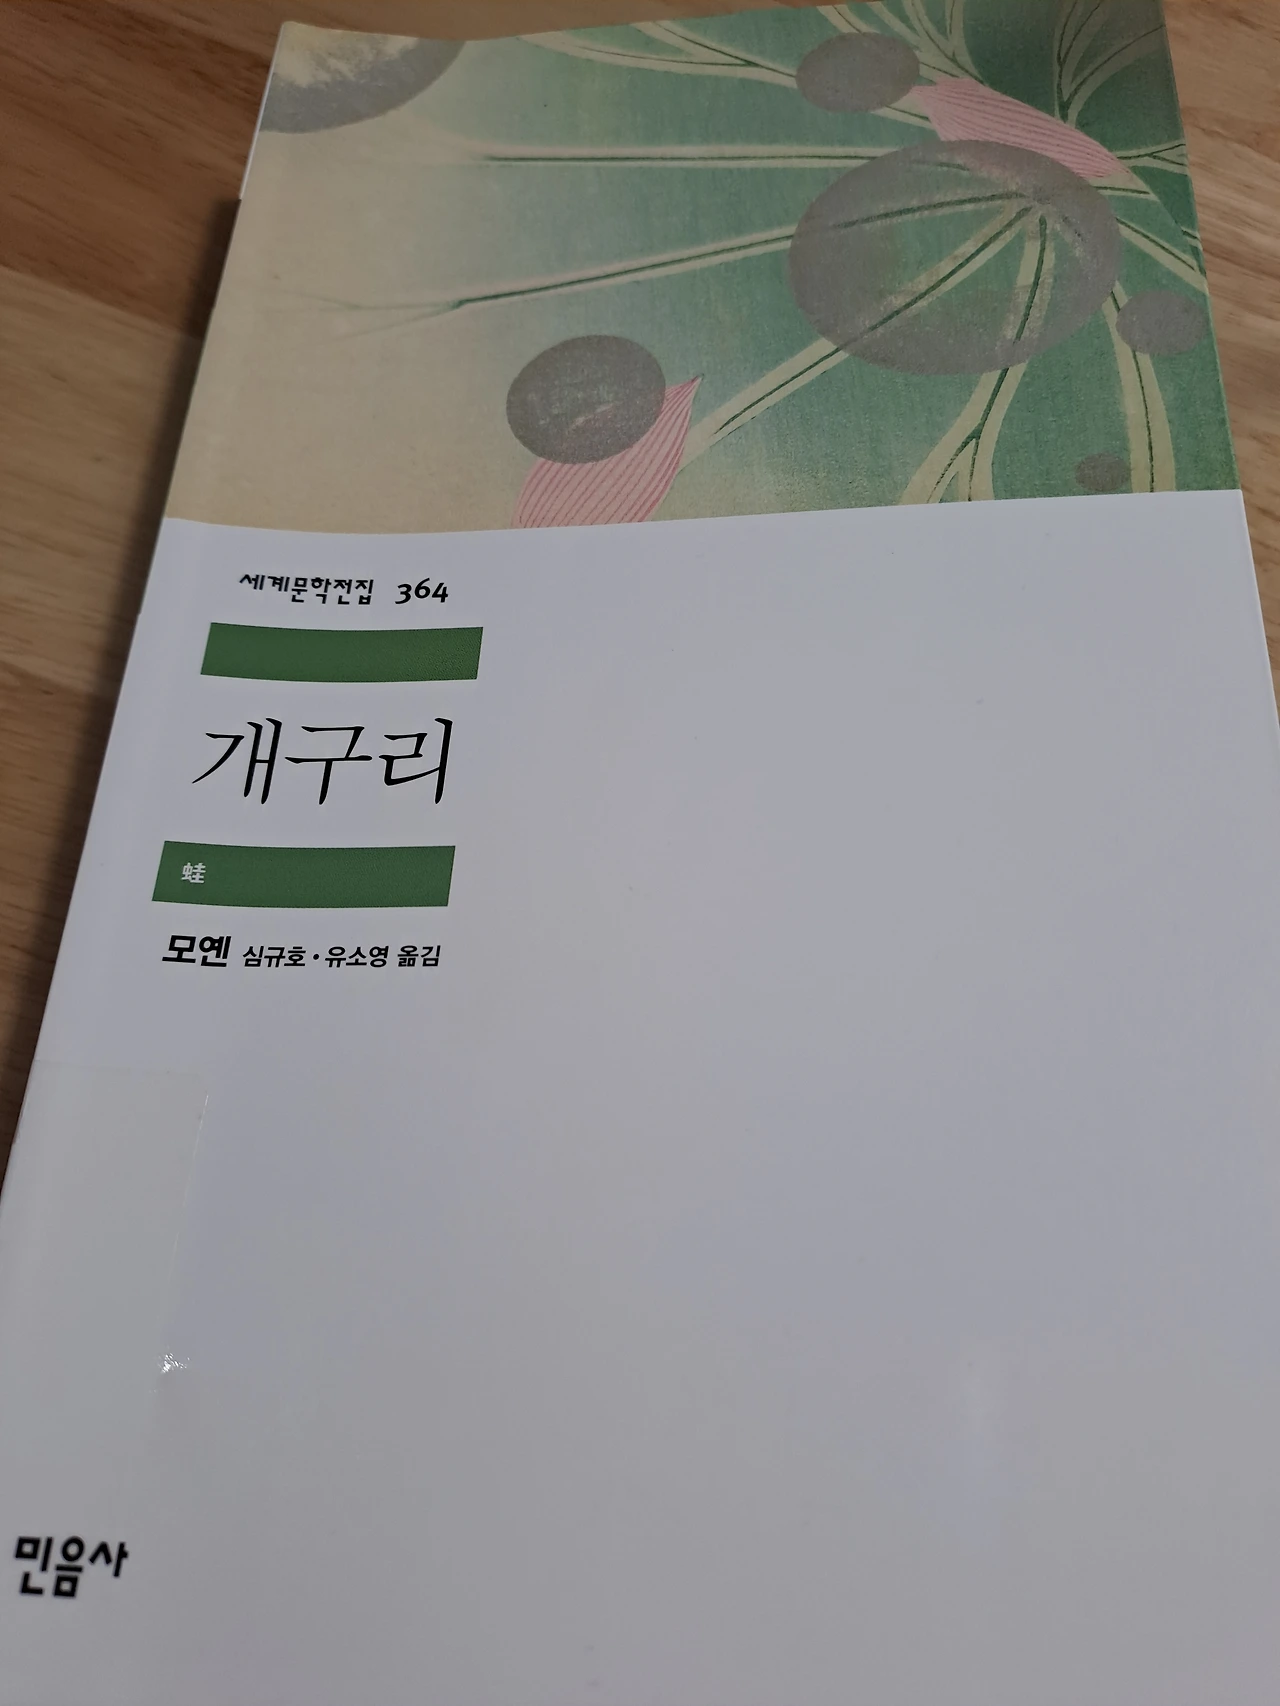 세계문학전집 364
개구리
蛙
모옌 심규호·유소영 옮김
민음사